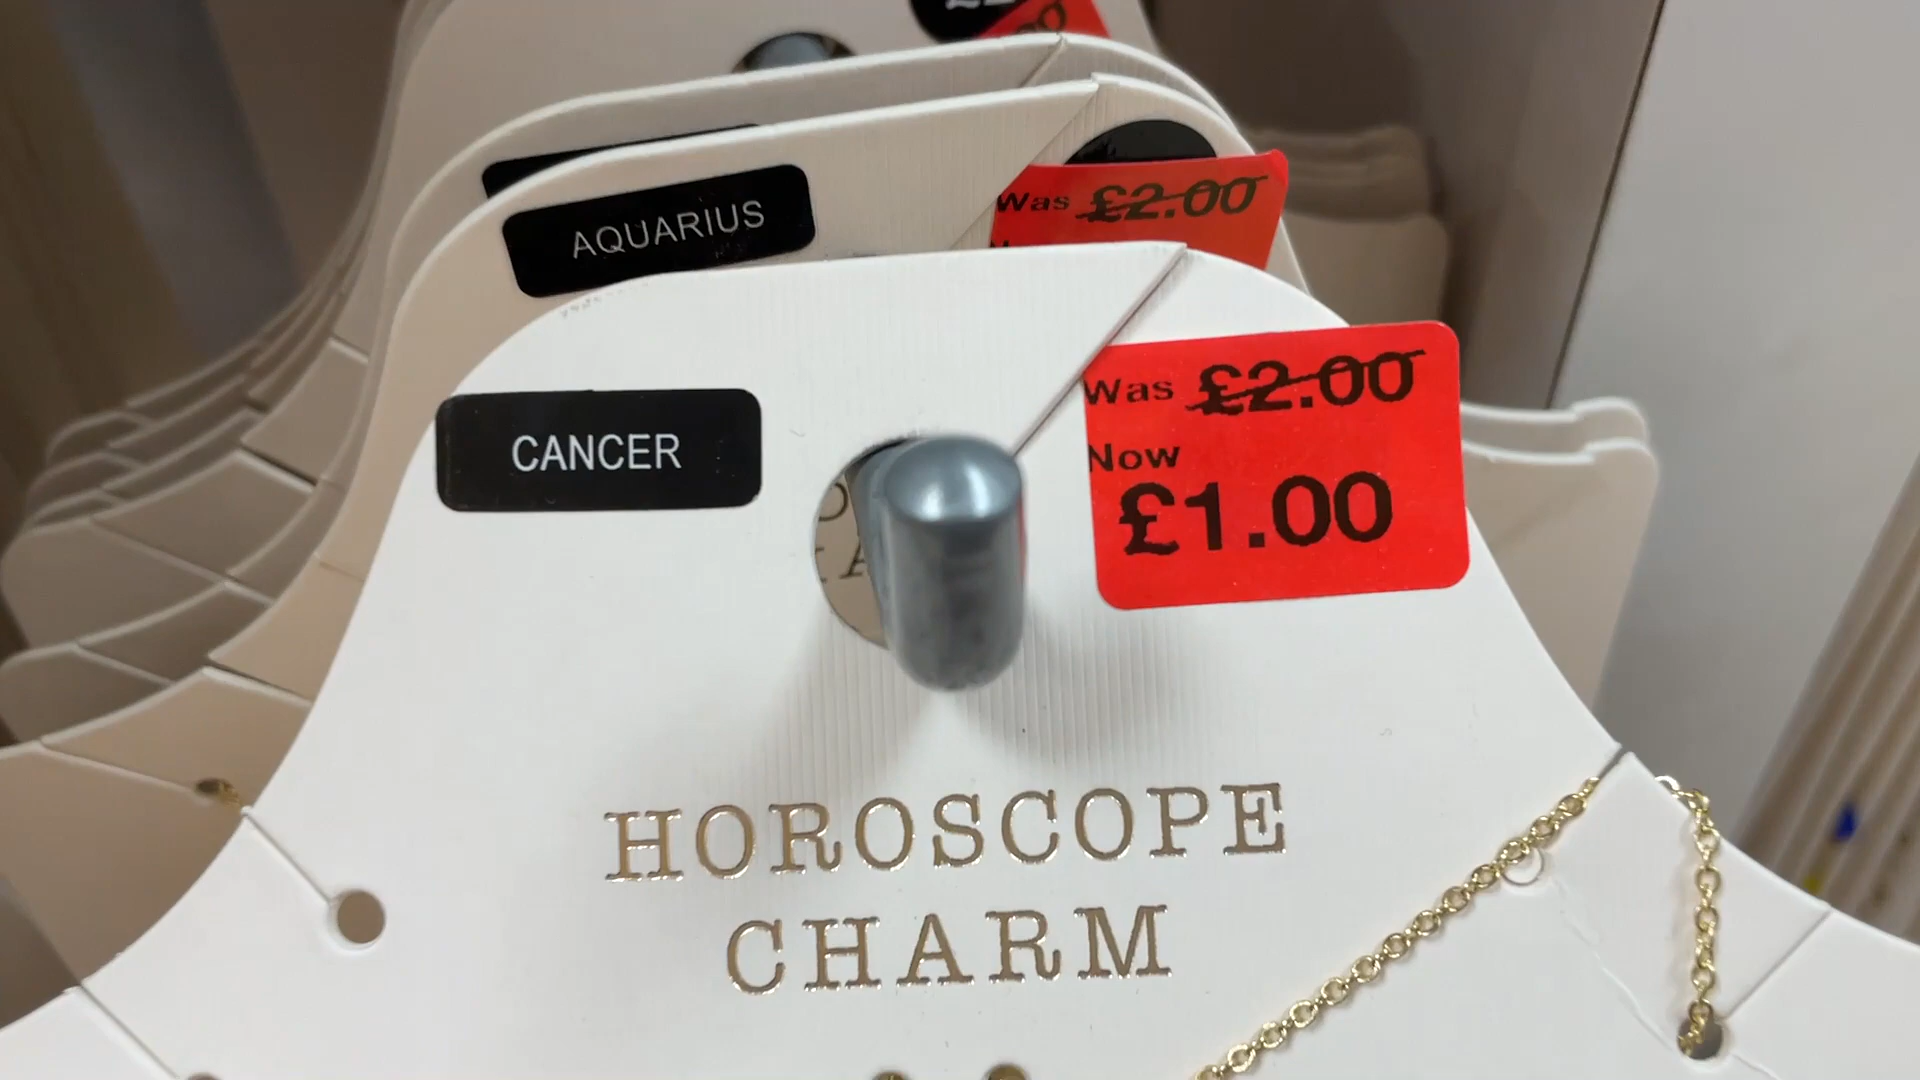 AQUARIUS
Was £2.00
CANCER
Was £2.00
Now
£1.00
HOROSCOPE
CHARM